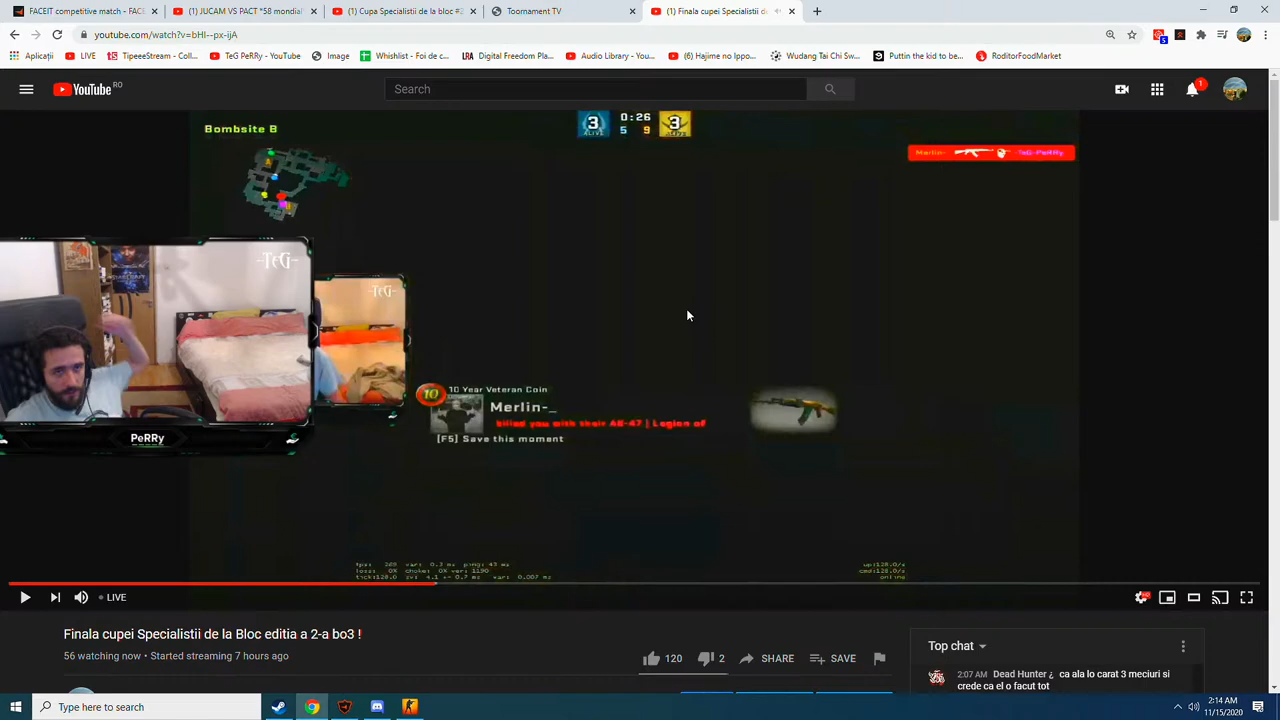 FACEIT competitive match - FACE
(1) JUCAM VS PACT *58 mondial
(1) Cupa Specialistii de la bloc #2
Toornament TV
(1) Finala cupei Specialistii de
youtube.com/watch?v=bHI--px-ijA
Aplicații
LIVE
TipeeeStream - Collec...
TeG PeRRy - YouTube
Image
Whishlist - Foi de c...
Digital Freedom Pla...
Audio Library - You...
(6) Hajime no Ippo...
Wudang Tai Chi Sw...
Puttin the kid to be...
RoditorFoodMarket
YouTube RO
Search
1
Bombsite B
3 0:26 3
ALIVE 5 9 ALIVE
Merlin- TeG-PeRRy
-TeG-
-TeG-
PeRRy
10
10 Year Veteran Coin
Merlin-_
killed you with their AK-47 | Legion of
[F5] Save this moment
LIVE
Finala cupei Specialistii de la Bloc editia a 2-a bo3 !
56 watching now • Started streaming 7 hours ago
120
2
SHARE
SAVE
Top chat
2:07 AM Dead Hunter ¿ ca ala lo carat 3 meciuri si
crede ca el o facut tot
Type here to search
2:14 AM
11/15/2020